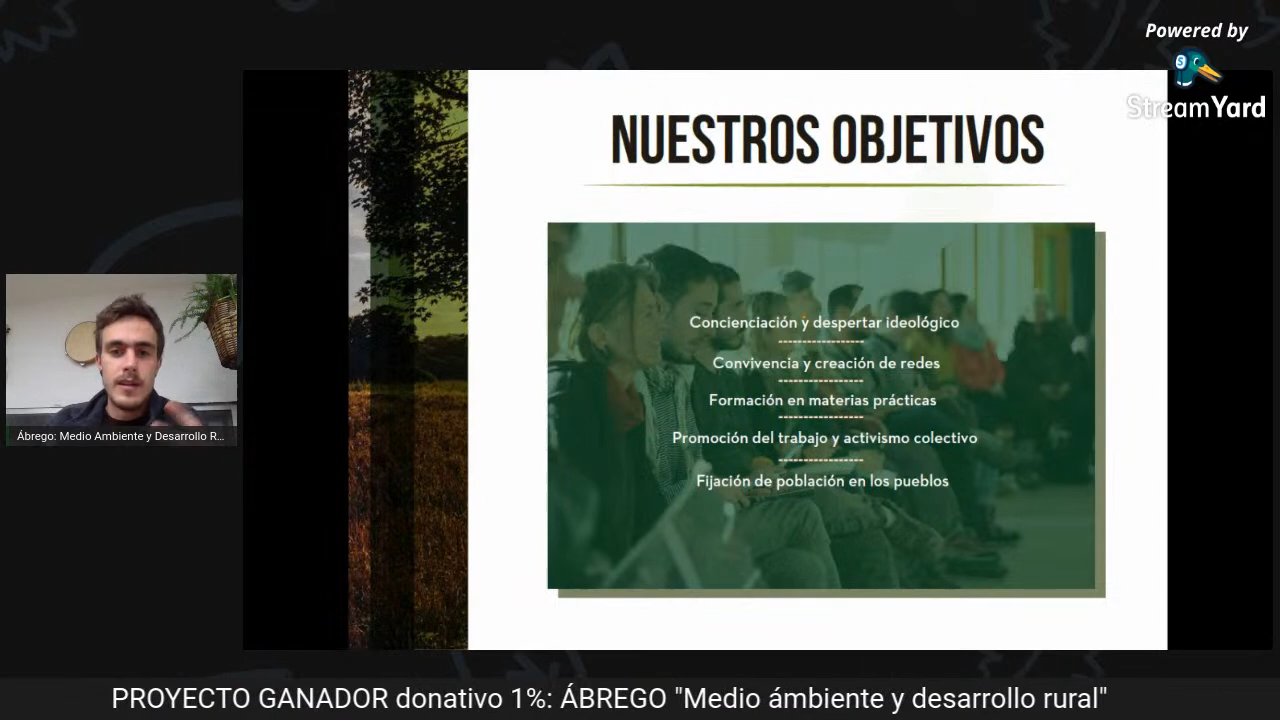 Powered by
StreamYard
NUESTROS OBJETIVOS
Concienciación y despertar ideológico
-----------------
Convivencia y creación de redes
-----------------
Formación en materias prácticas
-----------------
Promoción del trabajo y activismo colectivo
-----------------
Fijación de población en los pueblos
Ábrego: Medio Ambiente y Desarrollo R...
PROYECTO GANADOR donativo 1%: ÁBREGO "Medio ámbiente y desarrollo rural"